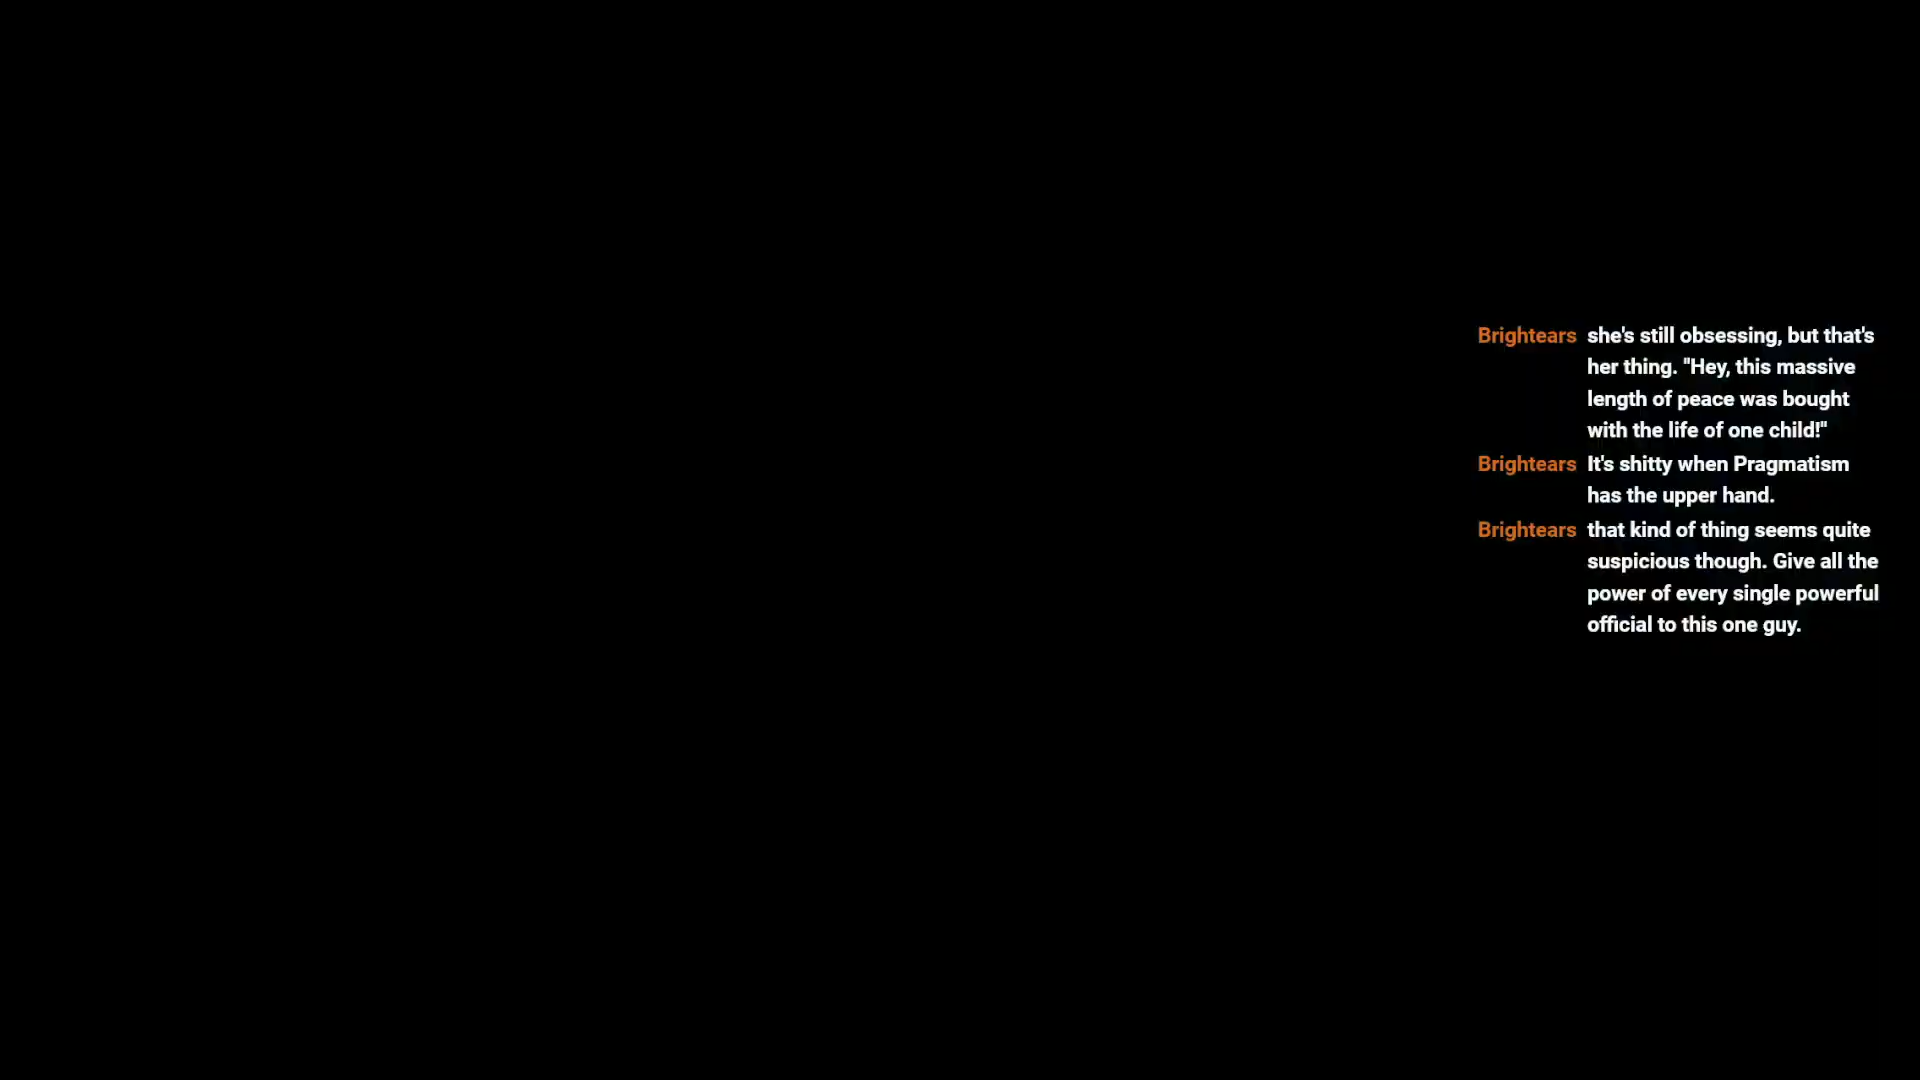 Brightears she's still obsessing, but that's
her thing. "Hey, this massive
length of peace was bought
with the life of one child!"
Brightears It's shitty when Pragmatism
has the upper hand.
Brightears that kind of thing seems quite
suspicious though. Give all the
power of every single powerful
official to this one guy.